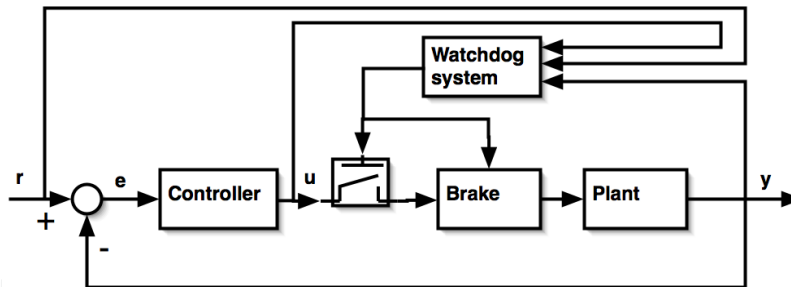 Watchdog
system
r
e
Controller
u
Brake
Plant
y
+
-